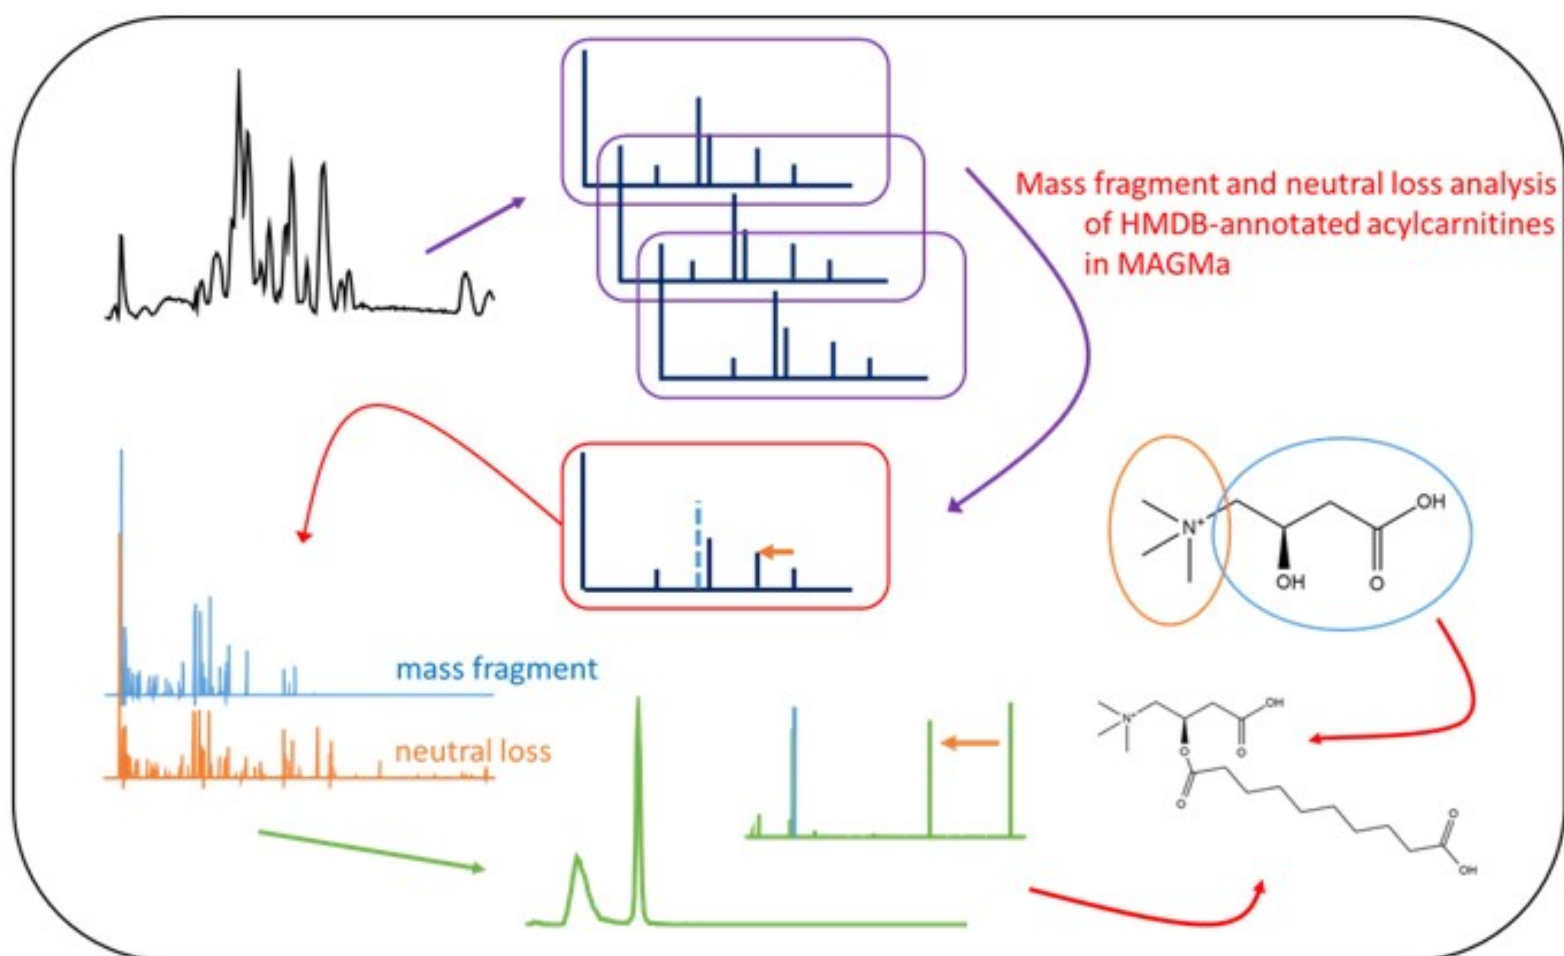 Mass fragment and neutral loss analysis
of HMDB-annotated acylcarnitines
in MAGMa
OH
N⁺
OH
O
mass fragment
neutral loss
OH
N⁺
O
O
O
O
OH